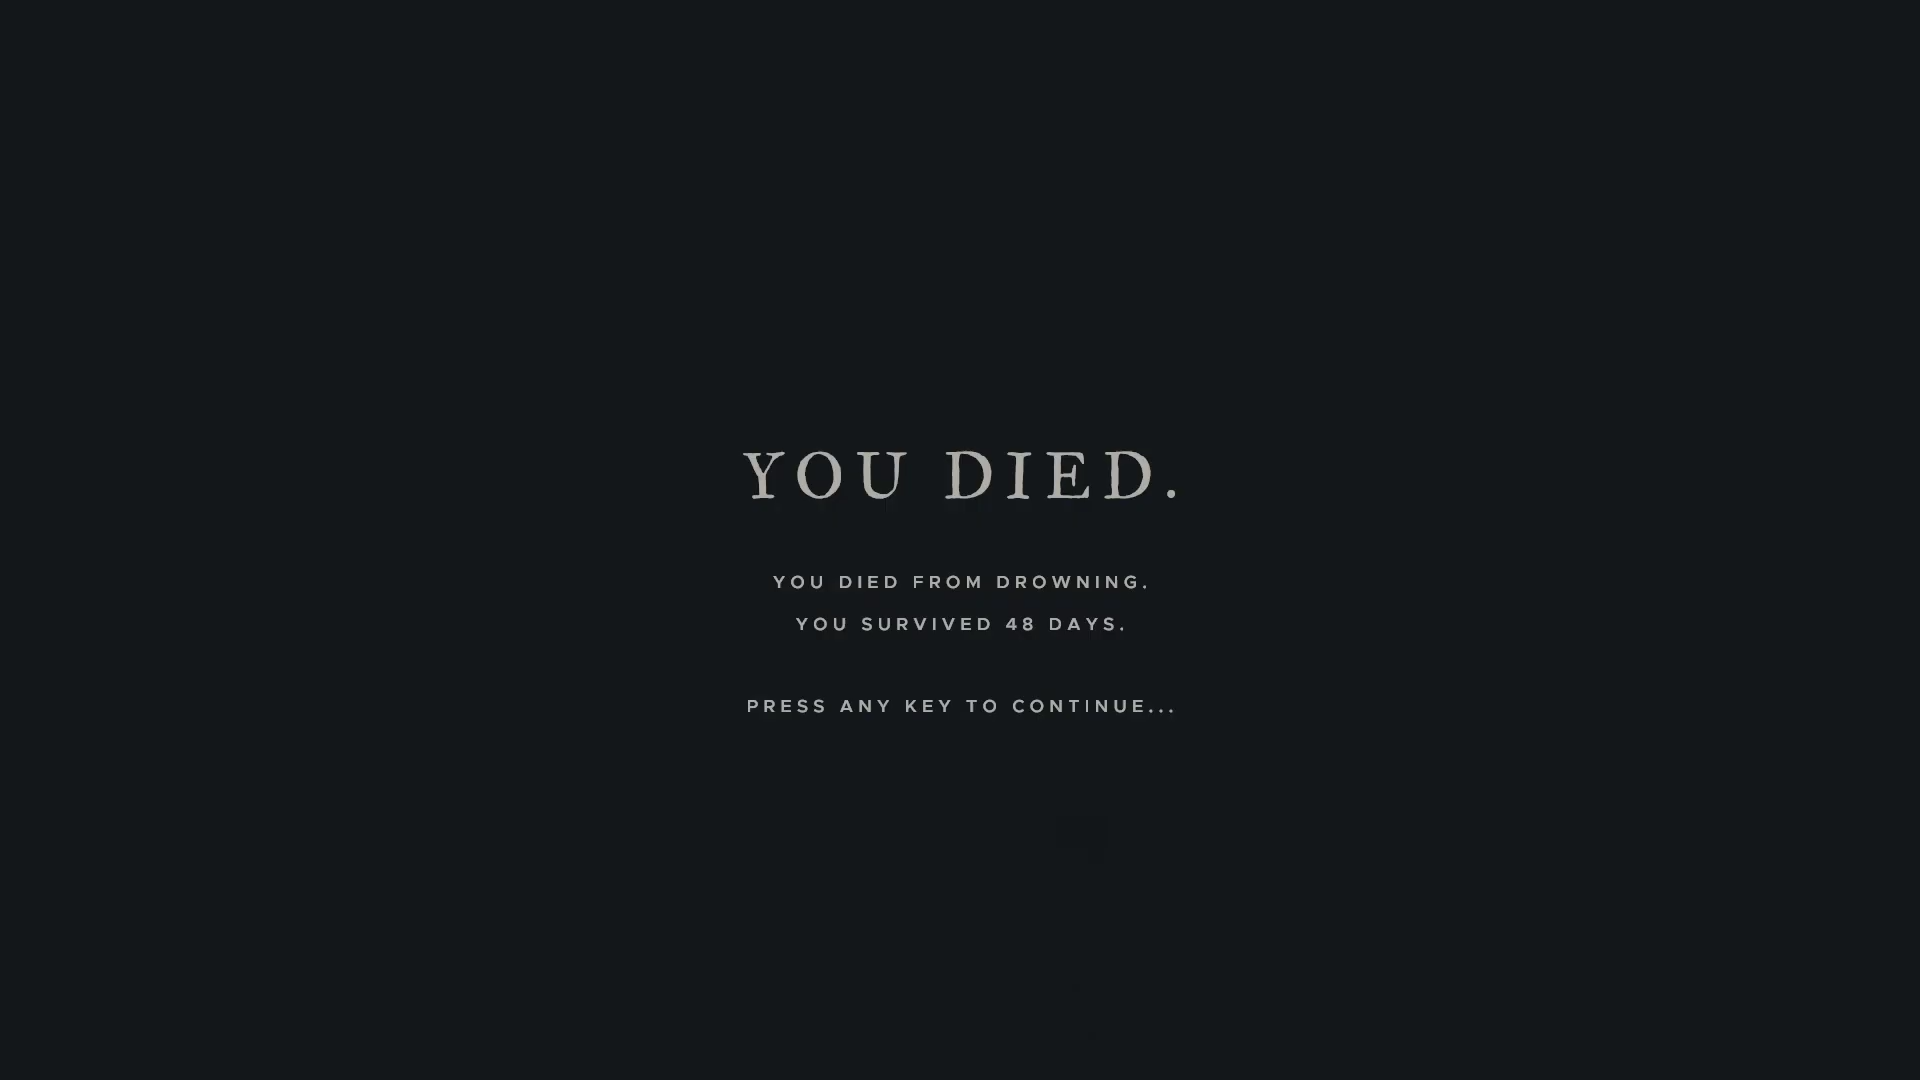 YOU DIED.
YOU DIED FROM DROWNING.
YOU SURVIVED 48 DAYS.
PRESS ANY KEY TO CONTINUE...